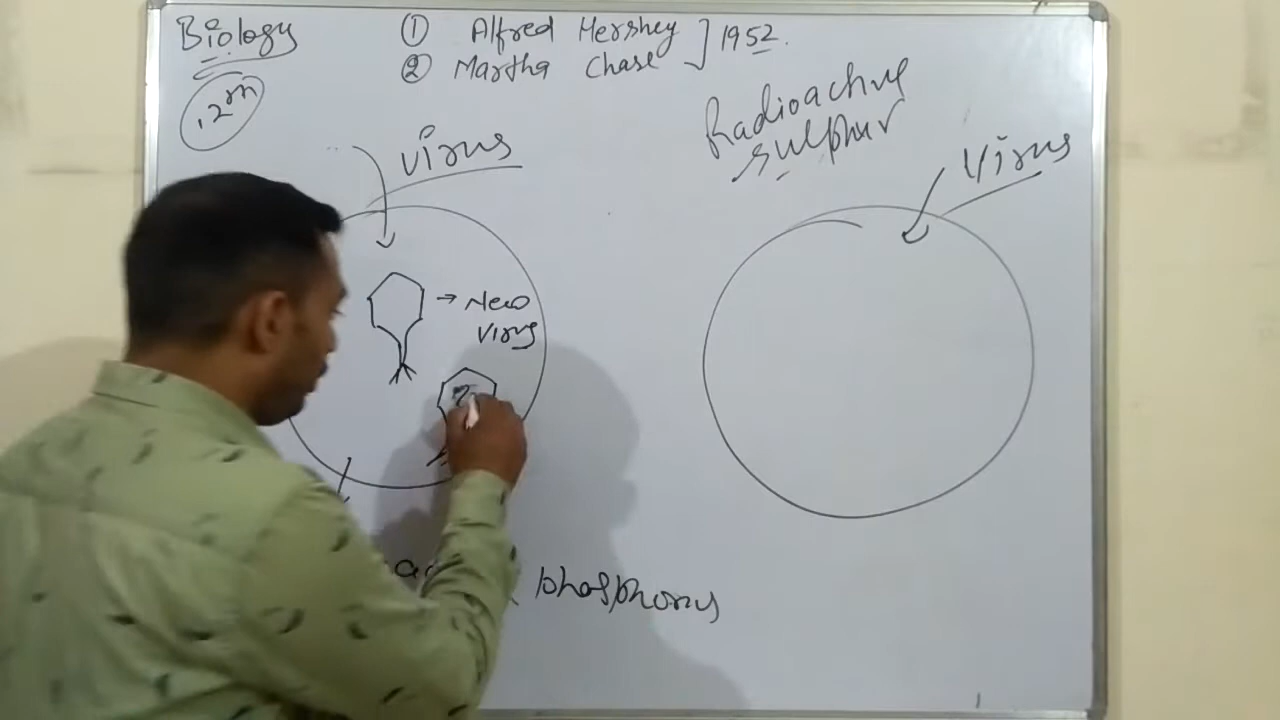 Biology
12th
① Alfred Hershey
② Martha Chase ] 1952.
Virus
Radioactive
sulphur
Virus
→ New
Virus
phosphorus